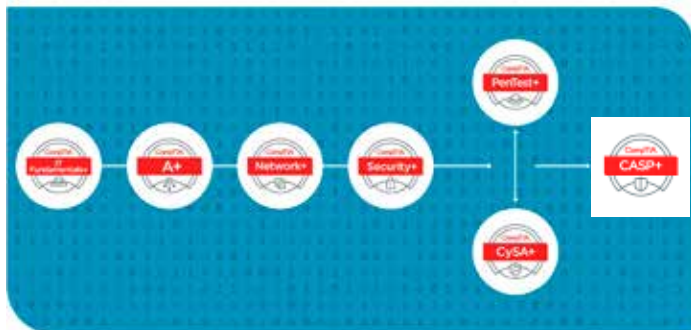 CompTIA
IT
Fundamentals+
CompTIA
A+
CompTIA
Network+
CompTIA
Security+
CompTIA
PenTest+
CompTIA
CySA+
CompTIA
CASP+